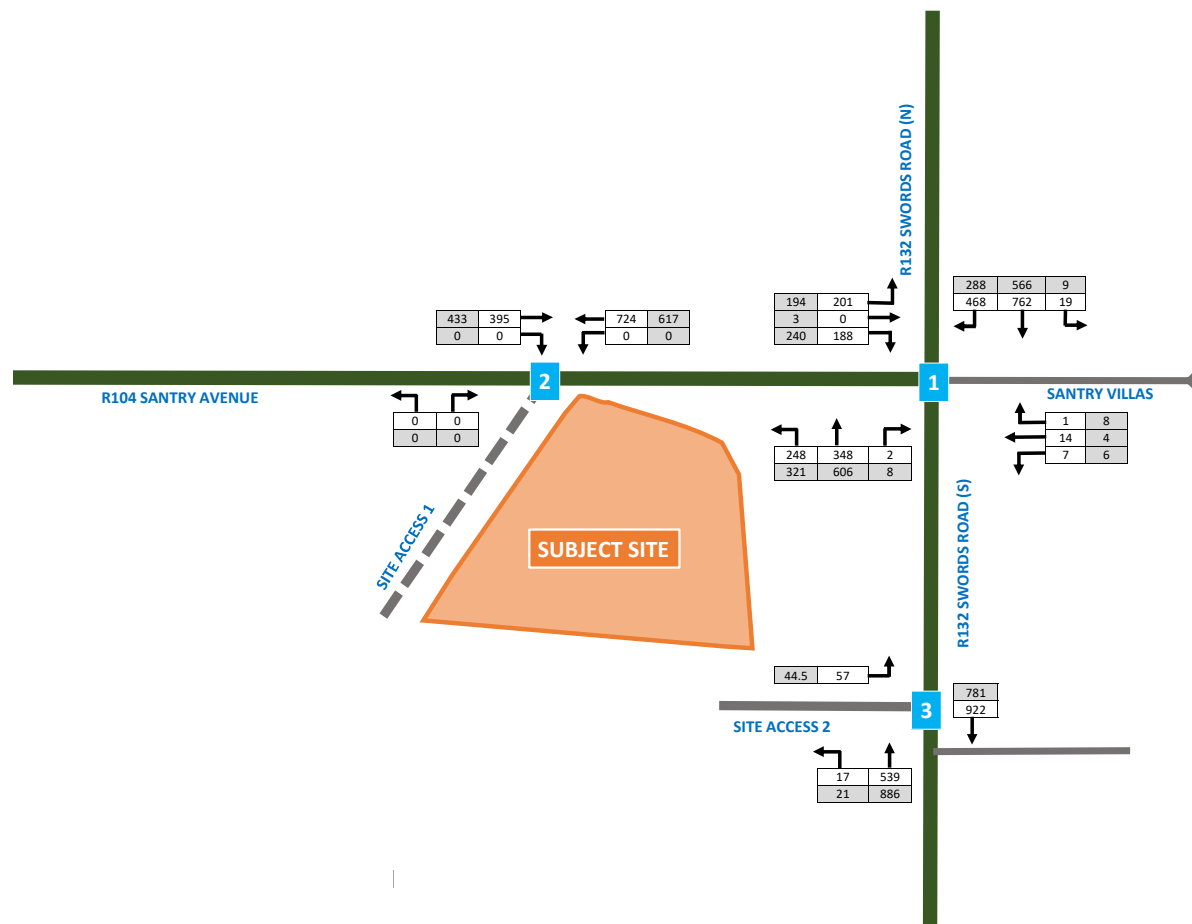 R132 SWORDS ROAD (N)
288 566 9
468 762 19
194 201
3 0
240 188
433 395
0 0
724 617
0 0
2
1
R104 SANTRY AVENUE
SANTRY VILLAS
0 0
0 0
1 8
14 4
7 6
248 348 2
321 606 8
SITE ACCESS 1
SUBJECT SITE
R132 SWORDS ROAD (S)
44.5 57
781
922
3
SITE ACCESS 2
17 539
21 886